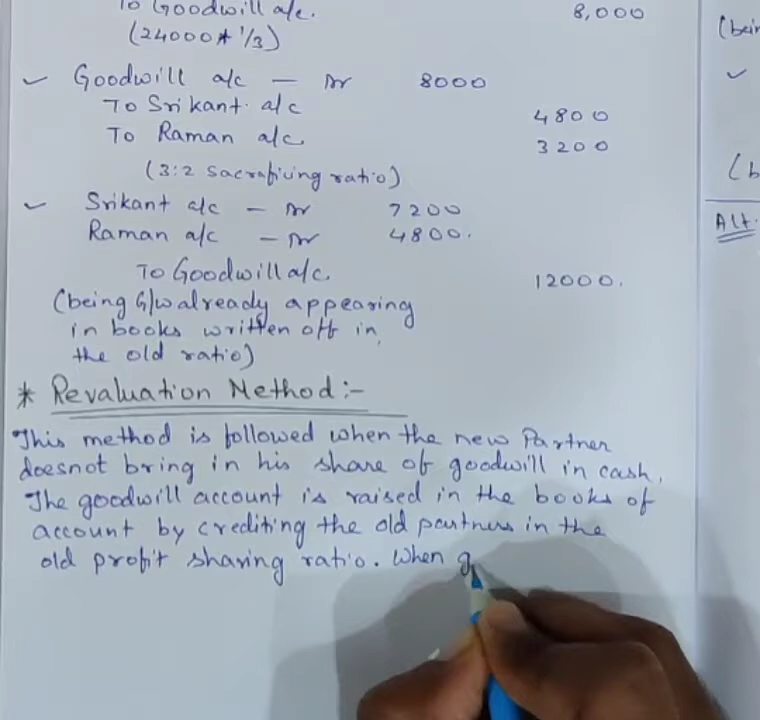 To Goodwill a/c. 8,000
(24000 * 1/3)
Goodwill a/c — Dr 8000
To Srikant a/c 4800
To Raman a/c 3200
(3:2 Sacrafiving ratio)
Srikant a/c — Dr 7200
Raman a/c — Dr 4800.
To Goodwill a/c. 12000.
(being G/w already appearing
in books written off in
the old ratio)
* Revaluation Method:-
This method is followed when the new Partner
doesnot bring in his share of goodwill in cash.
The goodwill account is raised in the books of
account by crediting the old partners in the
old profit sharing ratio. When g
(bein
(b
Alt.